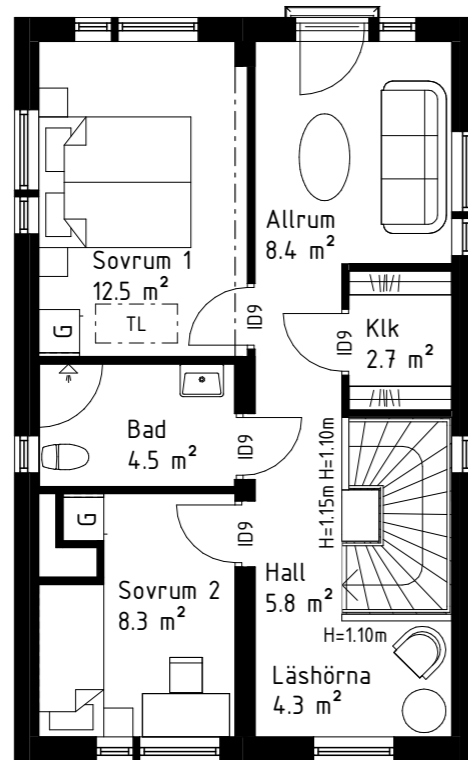 Allrum
8.4 m²
Sovrum 1
12.5 m²
G
TL
ID9
ID9
Klk
2.7 m²
Bad
4.5 m²
ID9
H=1.15m
H=1.10m
G
ID9
Sovrum 2
8.3 m²
Hall
5.8 m²
H=1.10m
Läshörna
4.3 m²